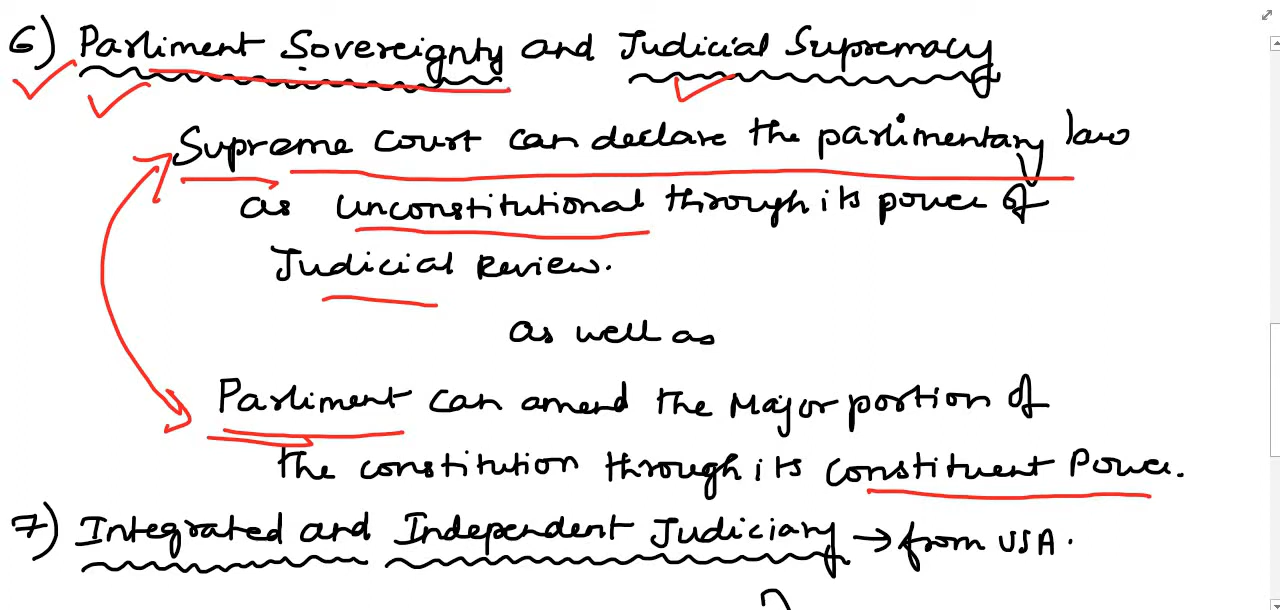 6) Parliment Sovereignty and Judicial Supremacy
Supreme Court can declare the parlimentary law
as unconstitutional through its power of
Judicial Review.
as well as
Parliment can amend the Major portion of
the constitution through its constituent Power.
7) Integrated and Independent Judiciary → from USA.